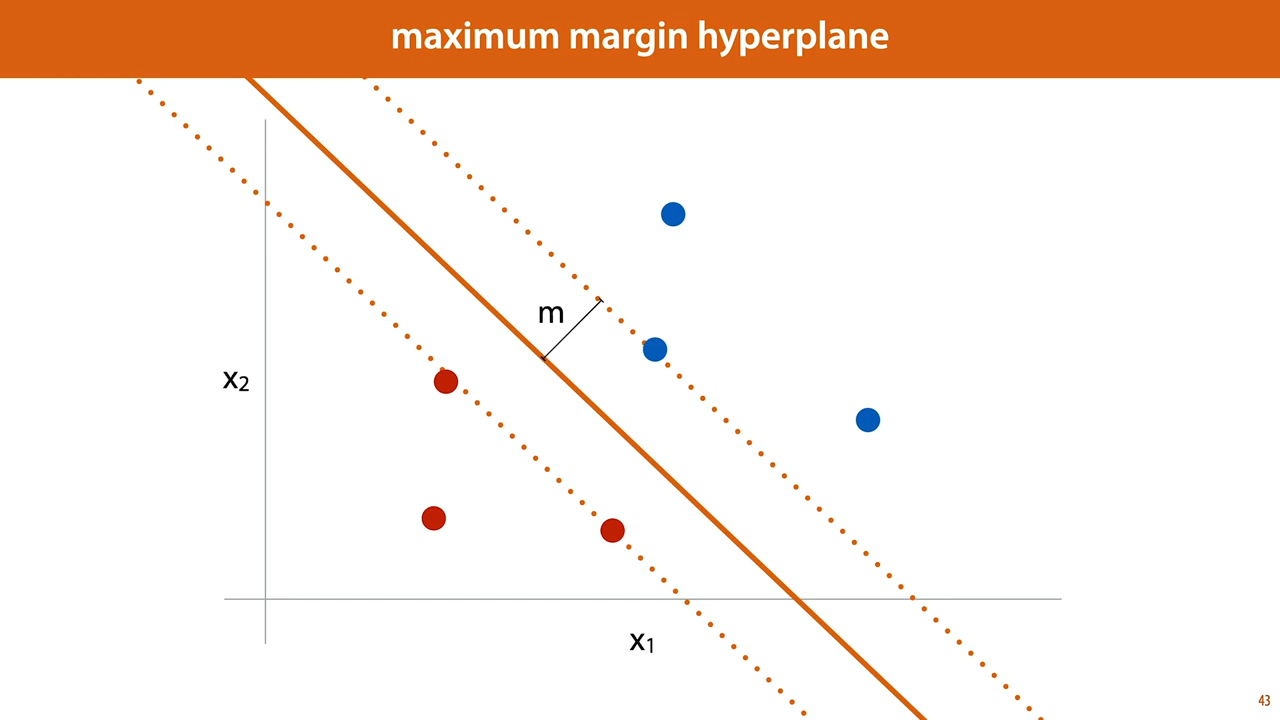 maximum margin hyperplane
m
x₂
x₁
43